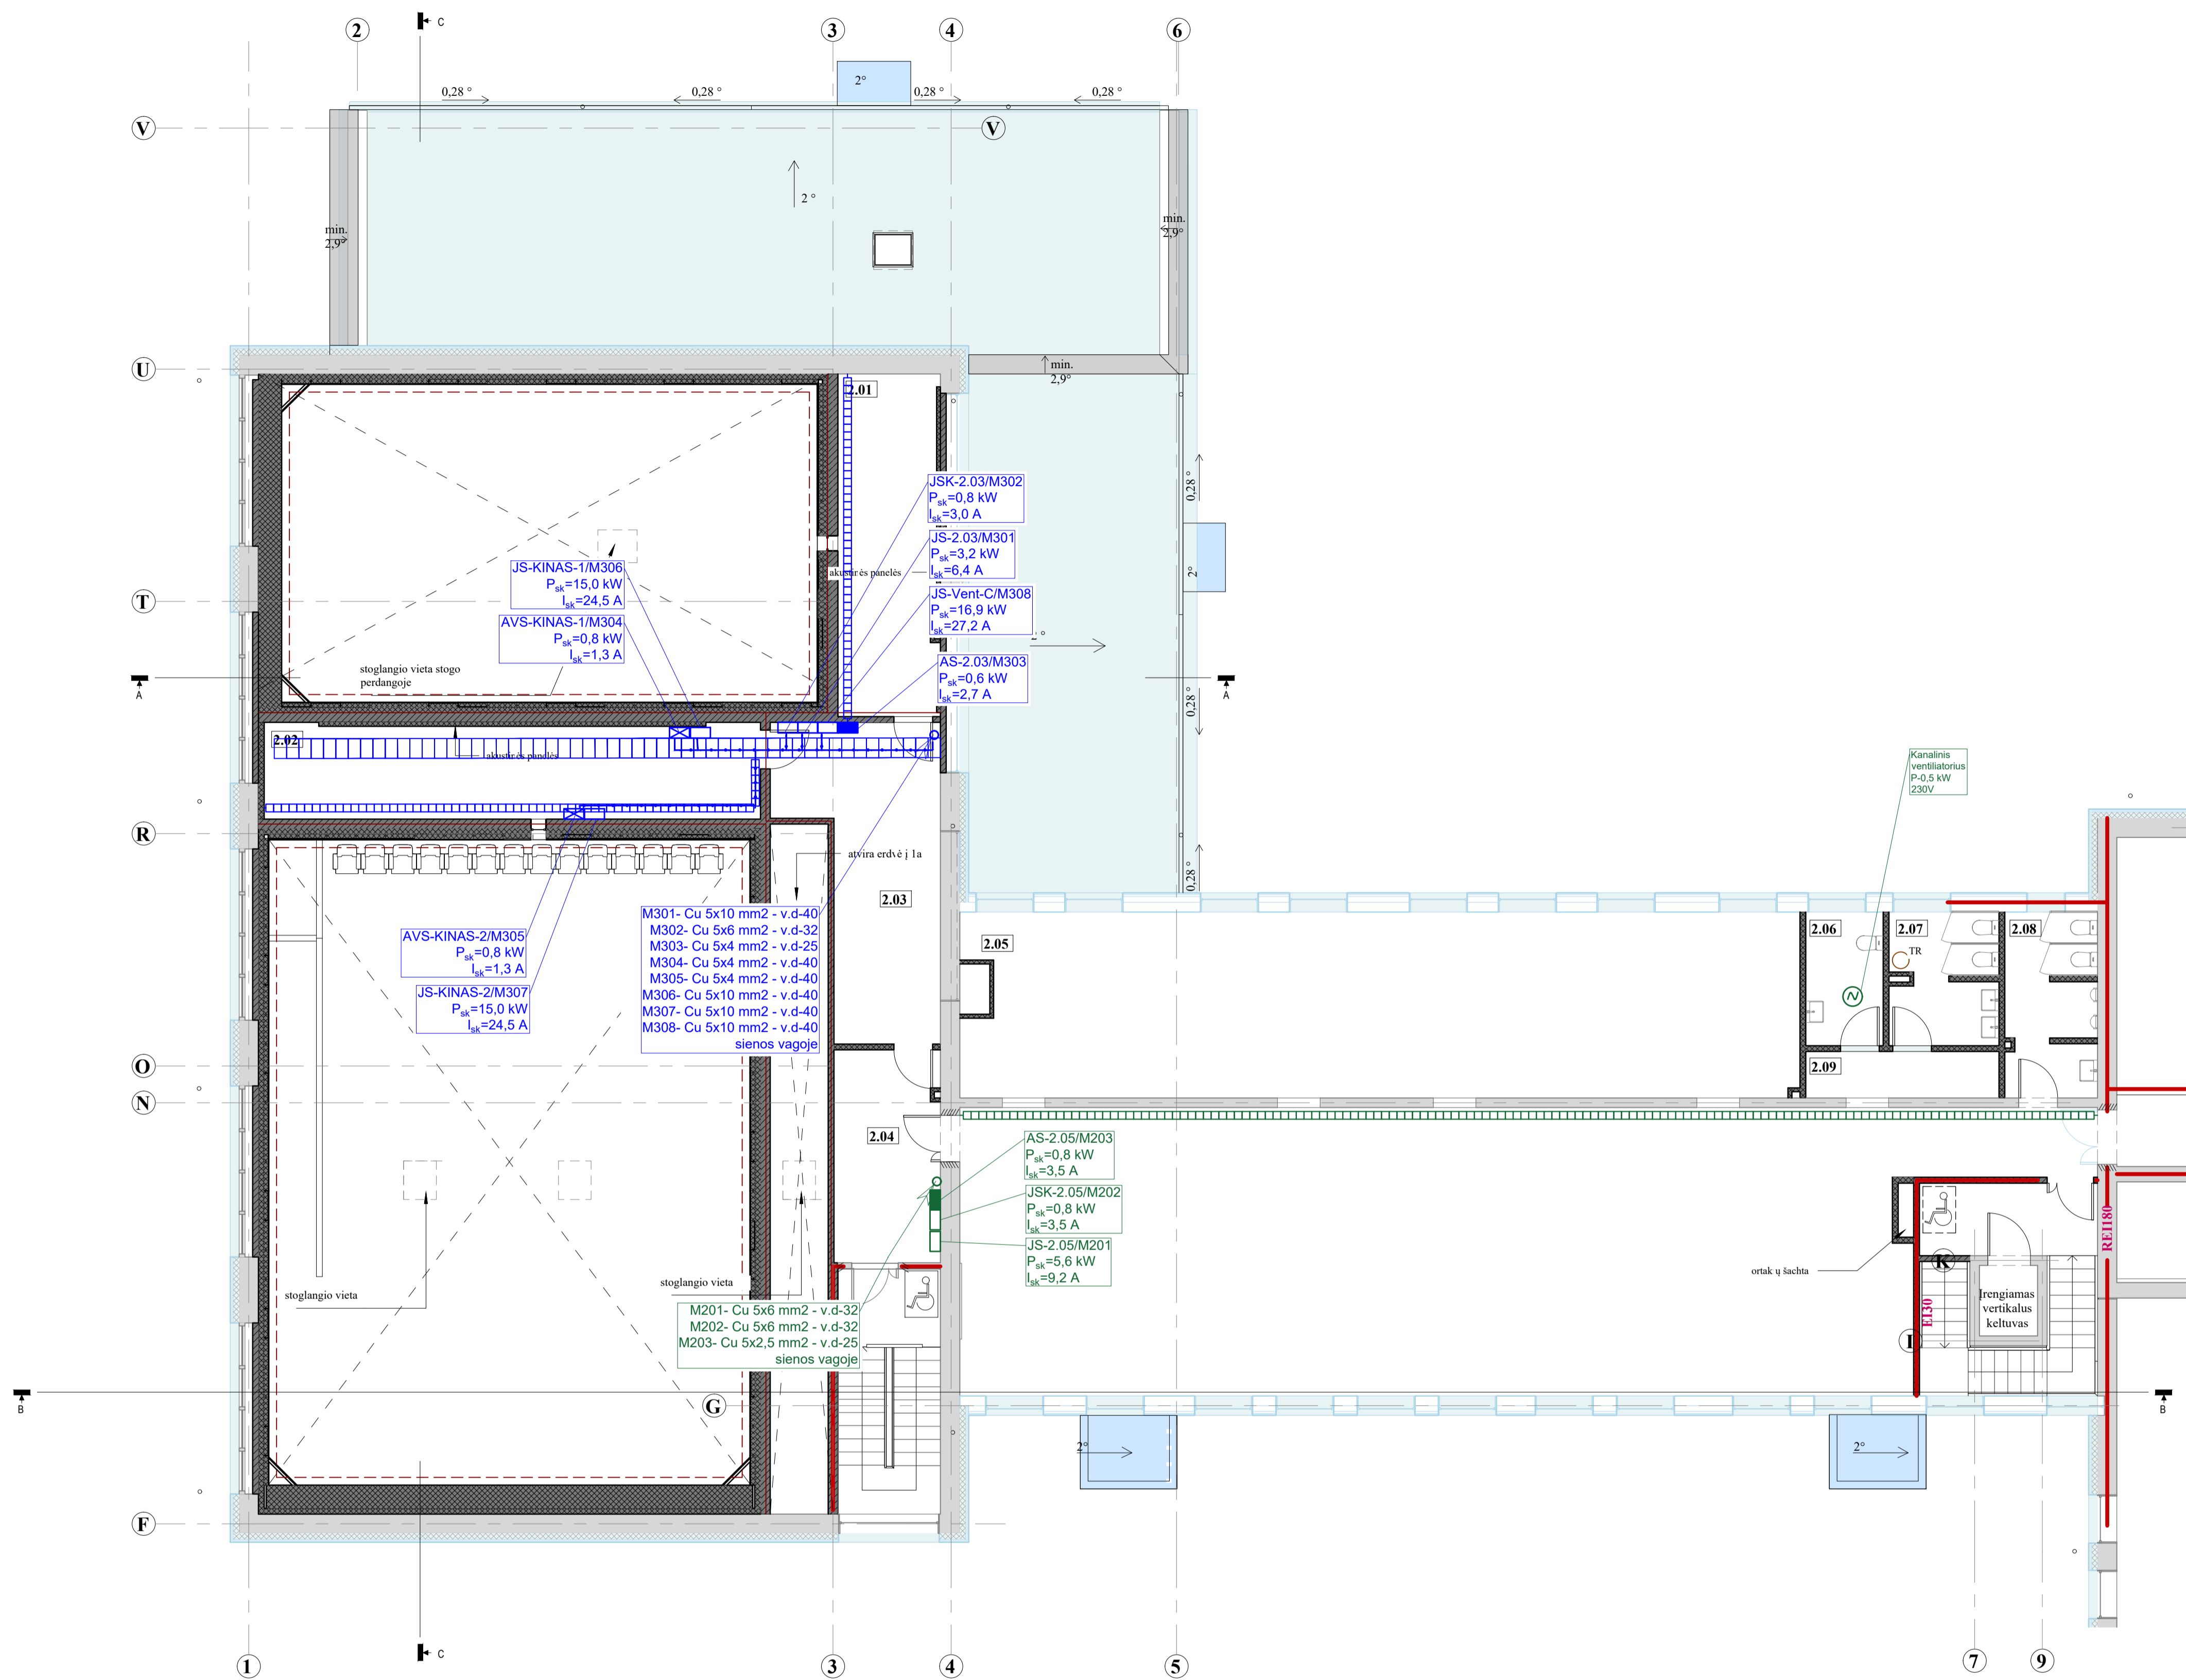 C
2
3
4
6
2°
0,28 °
0,28 °
0,28 °
0,28 °
V
V
2 °
min.
2,9°
min.
2,9°
U
min.
2,9°
2.01
JSK-2.03/M302
Psk=0,8 kW
Isk=3,0 A
0,28 °
JS-2.03/M301
Psk=3,2 kW
Isk=6,4 A
akustinės panelės
2°
JS-KINAS-1/M306
Psk=15,0 kW
Isk=24,5 A
T
JS-Vent-C/M308
Psk=16,9 kW
Isk=27,2 A
AVS-KINAS-1/M304
Psk=0,8 kW
Isk=1,3 A
stoglangio vieta stogo
perdangoje
AS-2.03/M303
Psk=0,6 kW
Isk=2,7 A
A
A
0,28 °
2.02
akustinės panelės
Kanalinis
ventiliatorius
P-0,5 kW
230V
R
atvira erdvė į 1a
0,28 °
2.03
M301- Cu 5x10 mm2 - v.d-40
M302- Cu 5x6 mm2 - v.d-32
M303- Cu 5x4 mm2 - v.d-25
M304- Cu 5x4 mm2 - v.d-40
M305- Cu 5x4 mm2 - v.d-40
M306- Cu 5x10 mm2 - v.d-40
M307- Cu 5x10 mm2 - v.d-40
M308- Cu 5x10 mm2 - v.d-40
sienos vagoje
AVS-KINAS-2/M305
Psk=0,8 kW
Isk=1,3 A
JS-KINAS-2/M307
Psk=15,0 kW
Isk=24,5 A
2.05
2.06
2.07
2.08
TR
O
2.09
N
2.04
AS-2.05/M203
Psk=0,8 kW
Isk=3,5 A
JSK-2.05/M202
Psk=0,8 kW
Isk=3,5 A
JS-2.05/M201
Psk=5,6 kW
Isk=9,2 A
RE1180
K
ortak ų šachta
stoglangio vieta
stoglangio vieta
Įrengiamas
vertikalus
keltuvas
EI30
I
M201- Cu 5x6 mm2 - v.d-32
M202- Cu 5x6 mm2 - v.d-32
M203- Cu 5x2,5 mm2 - v.d-25
sienos vagoje
B
G
B
2°
2°
F
C
1
3
4
5
7
9